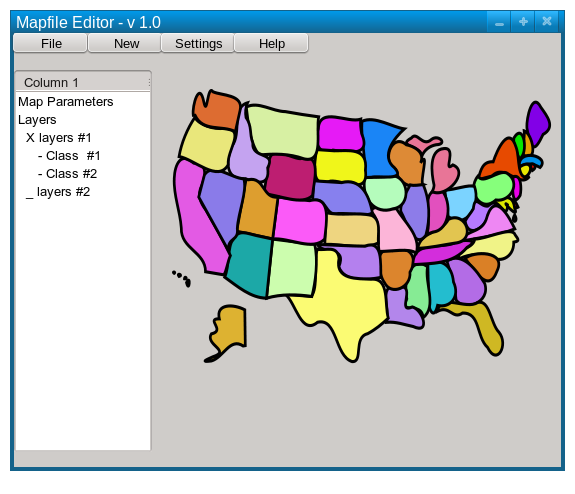 Mapfile Editor - v 1.0
File New Settings Help
Column 1
Map Parameters
Layers
X layers #1
- Class #1
- Class #2
_ layers #2